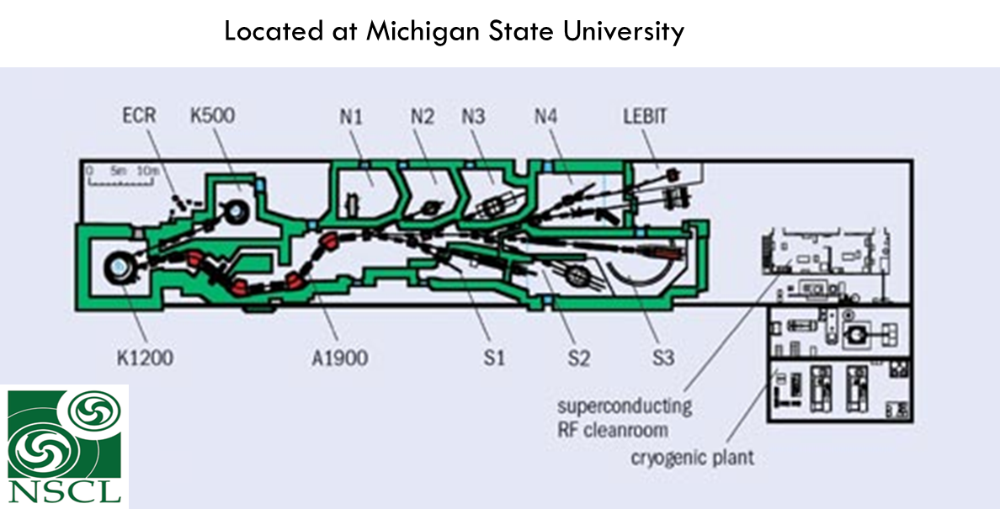 Located at Michigan State University
ECR K500 N1 N2 N3 N4 LEBIT
0 5m 10m
K1200 A1900 S1 S2 S3
superconducting
RF cleanroom
cryogenic plant
NSCL